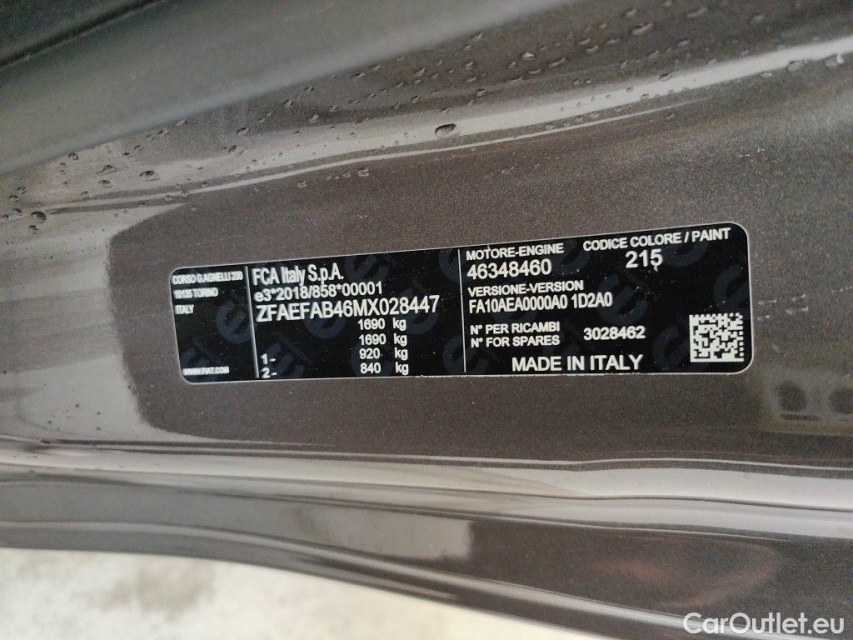 CORSO G.AGNELLI 200
10135 TORINO
ITALY
WWW.FIAT.COM
FCA Italy S.p.A.
e3*2018/858*00001
ZFAEFAB46MX028447
1690 kg
1690 kg
1- 920 kg
2- 840 kg
MOTORE-ENGINE CODICE COLORE / PAINT
46348460 215
VERSIONE-VERSION
FA10AEA0000A0 1D2A0
N° PER RICAMBI
N° FOR SPARES 3028462
MADE IN ITALY
CarOutlet.eu